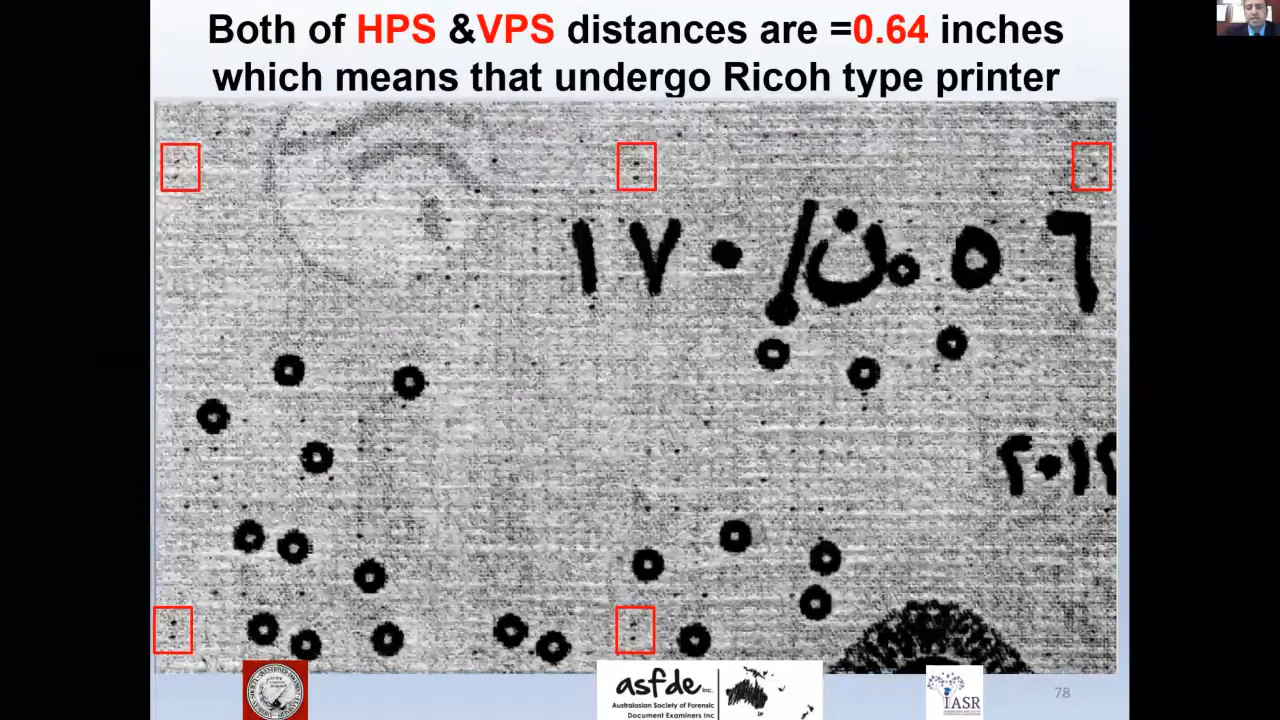 Both of HPS &VPS distances are =0.64 inches
which means that undergo Ricoh type printer
١٧٠/ن.٥٦
٢٠١٢
asfde Inc.
Australasian Society of Forensic
Document Examiners Inc
IASR
78